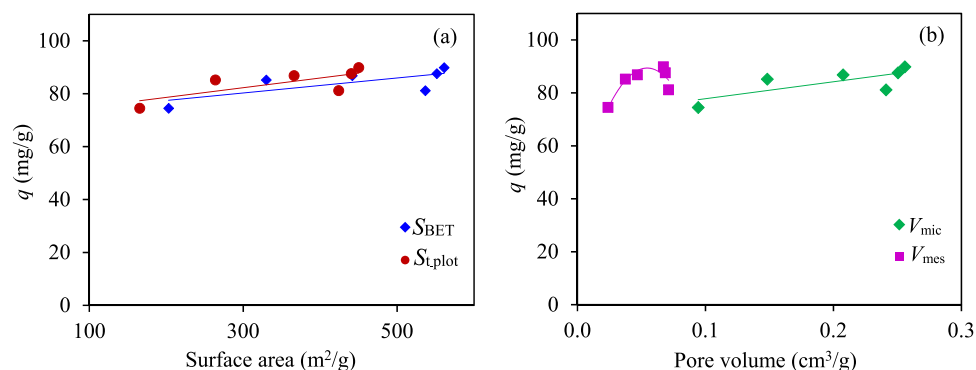 (a)
100
80
60
40
20
0
q (mg/g)
S_BET
S_t-plot
100 300 500
Surface area (m²/g)
(b)
100
80
60
40
20
0
q (mg/g)
V_mic
V_mes
0.0 0.1 0.2 0.3
Pore volume (cm³/g)